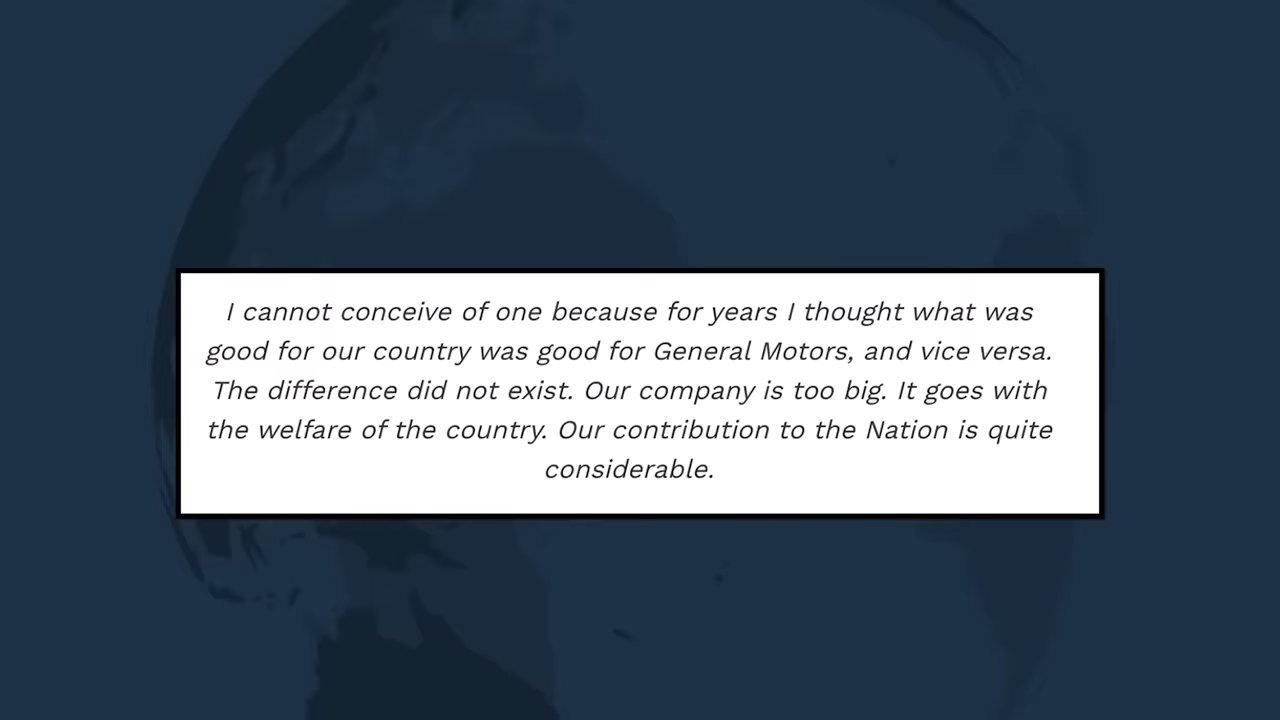 I cannot conceive of one because for years I thought what was
good for our country was good for General Motors, and vice versa.
The difference did not exist. Our company is too big. It goes with
the welfare of the country. Our contribution to the Nation is quite
considerable.